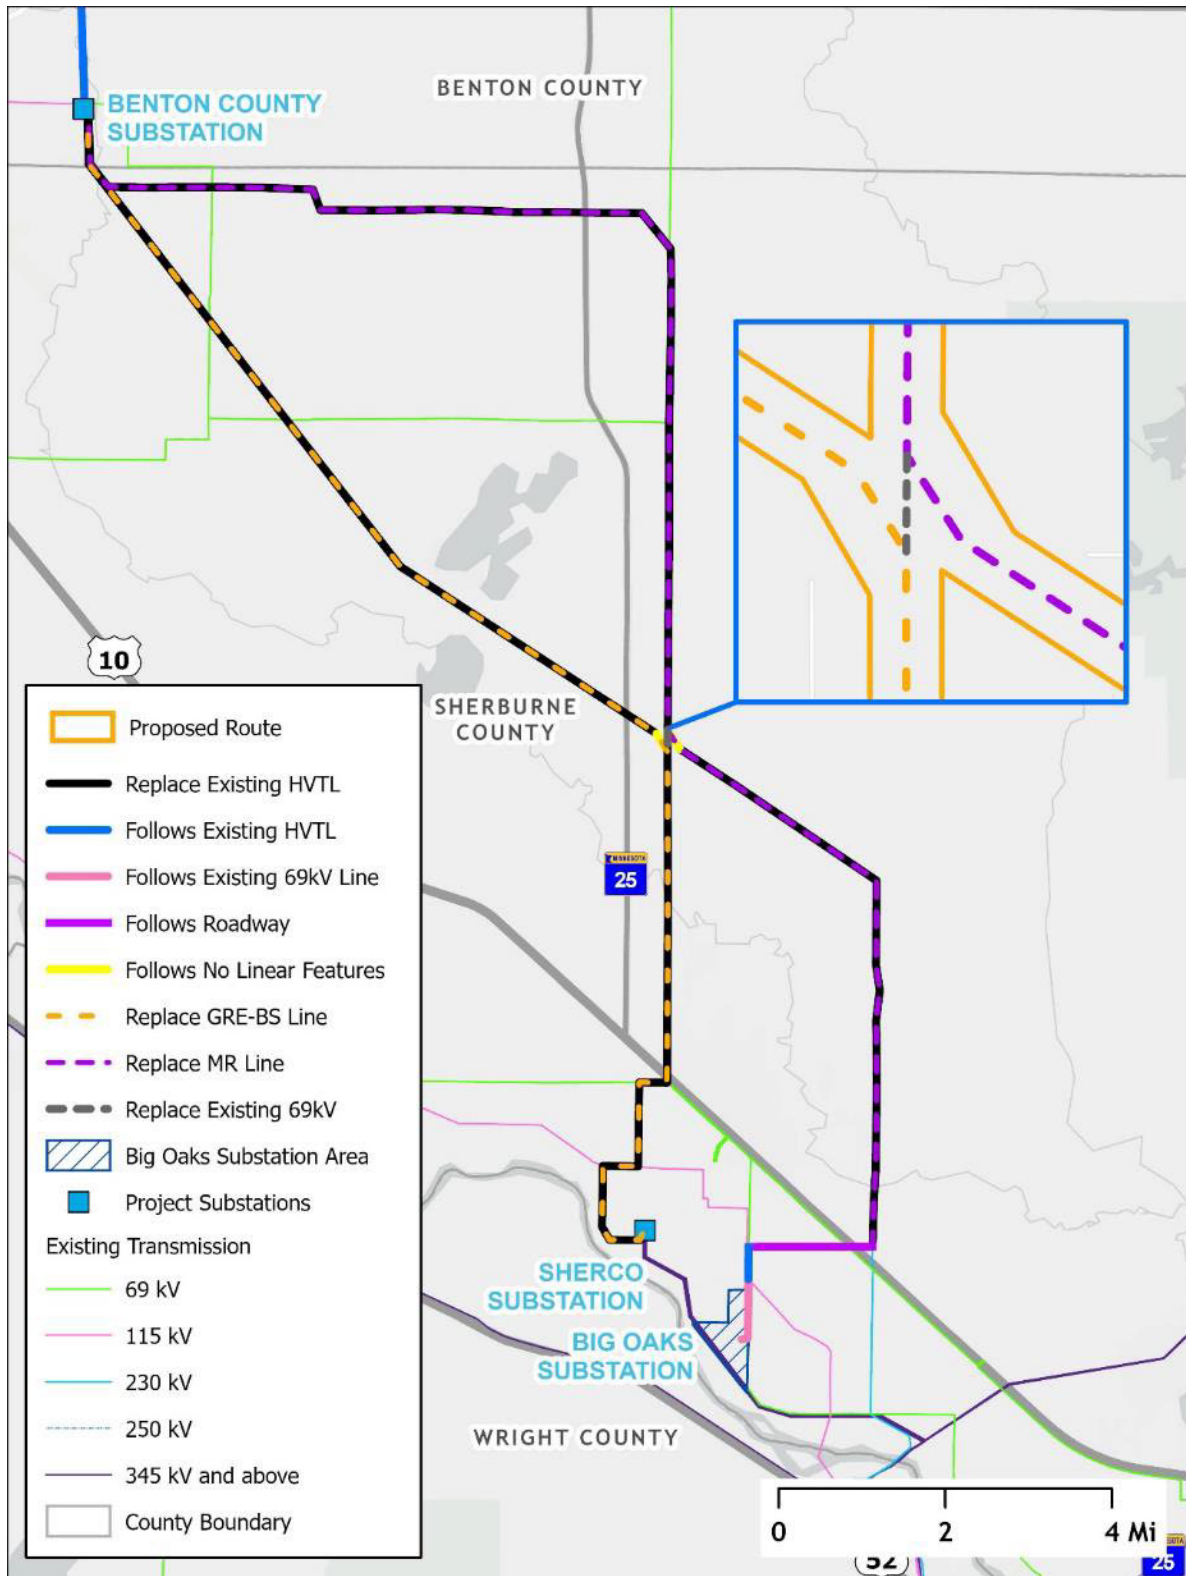 BENTON COUNTY
BENTON COUNTY
SUBSTATION
10
SHERBURNE
COUNTY
MINNESOTA
25
Proposed Route
Replace Existing HVTL
Follows Existing HVTL
Follows Existing 69kV Line
Follows Roadway
Follows No Linear Features
Replace GRE-BS Line
Replace MR Line
Replace Existing 69kV
Big Oaks Substation Area
Project Substations
Existing Transmission
69 kV
115 kV
230 kV
250 kV
345 kV and above
County Boundary
SHERCO
SUBSTATION
BIG OAKS
SUBSTATION
WRIGHT COUNTY
0 2 4 Mi
25